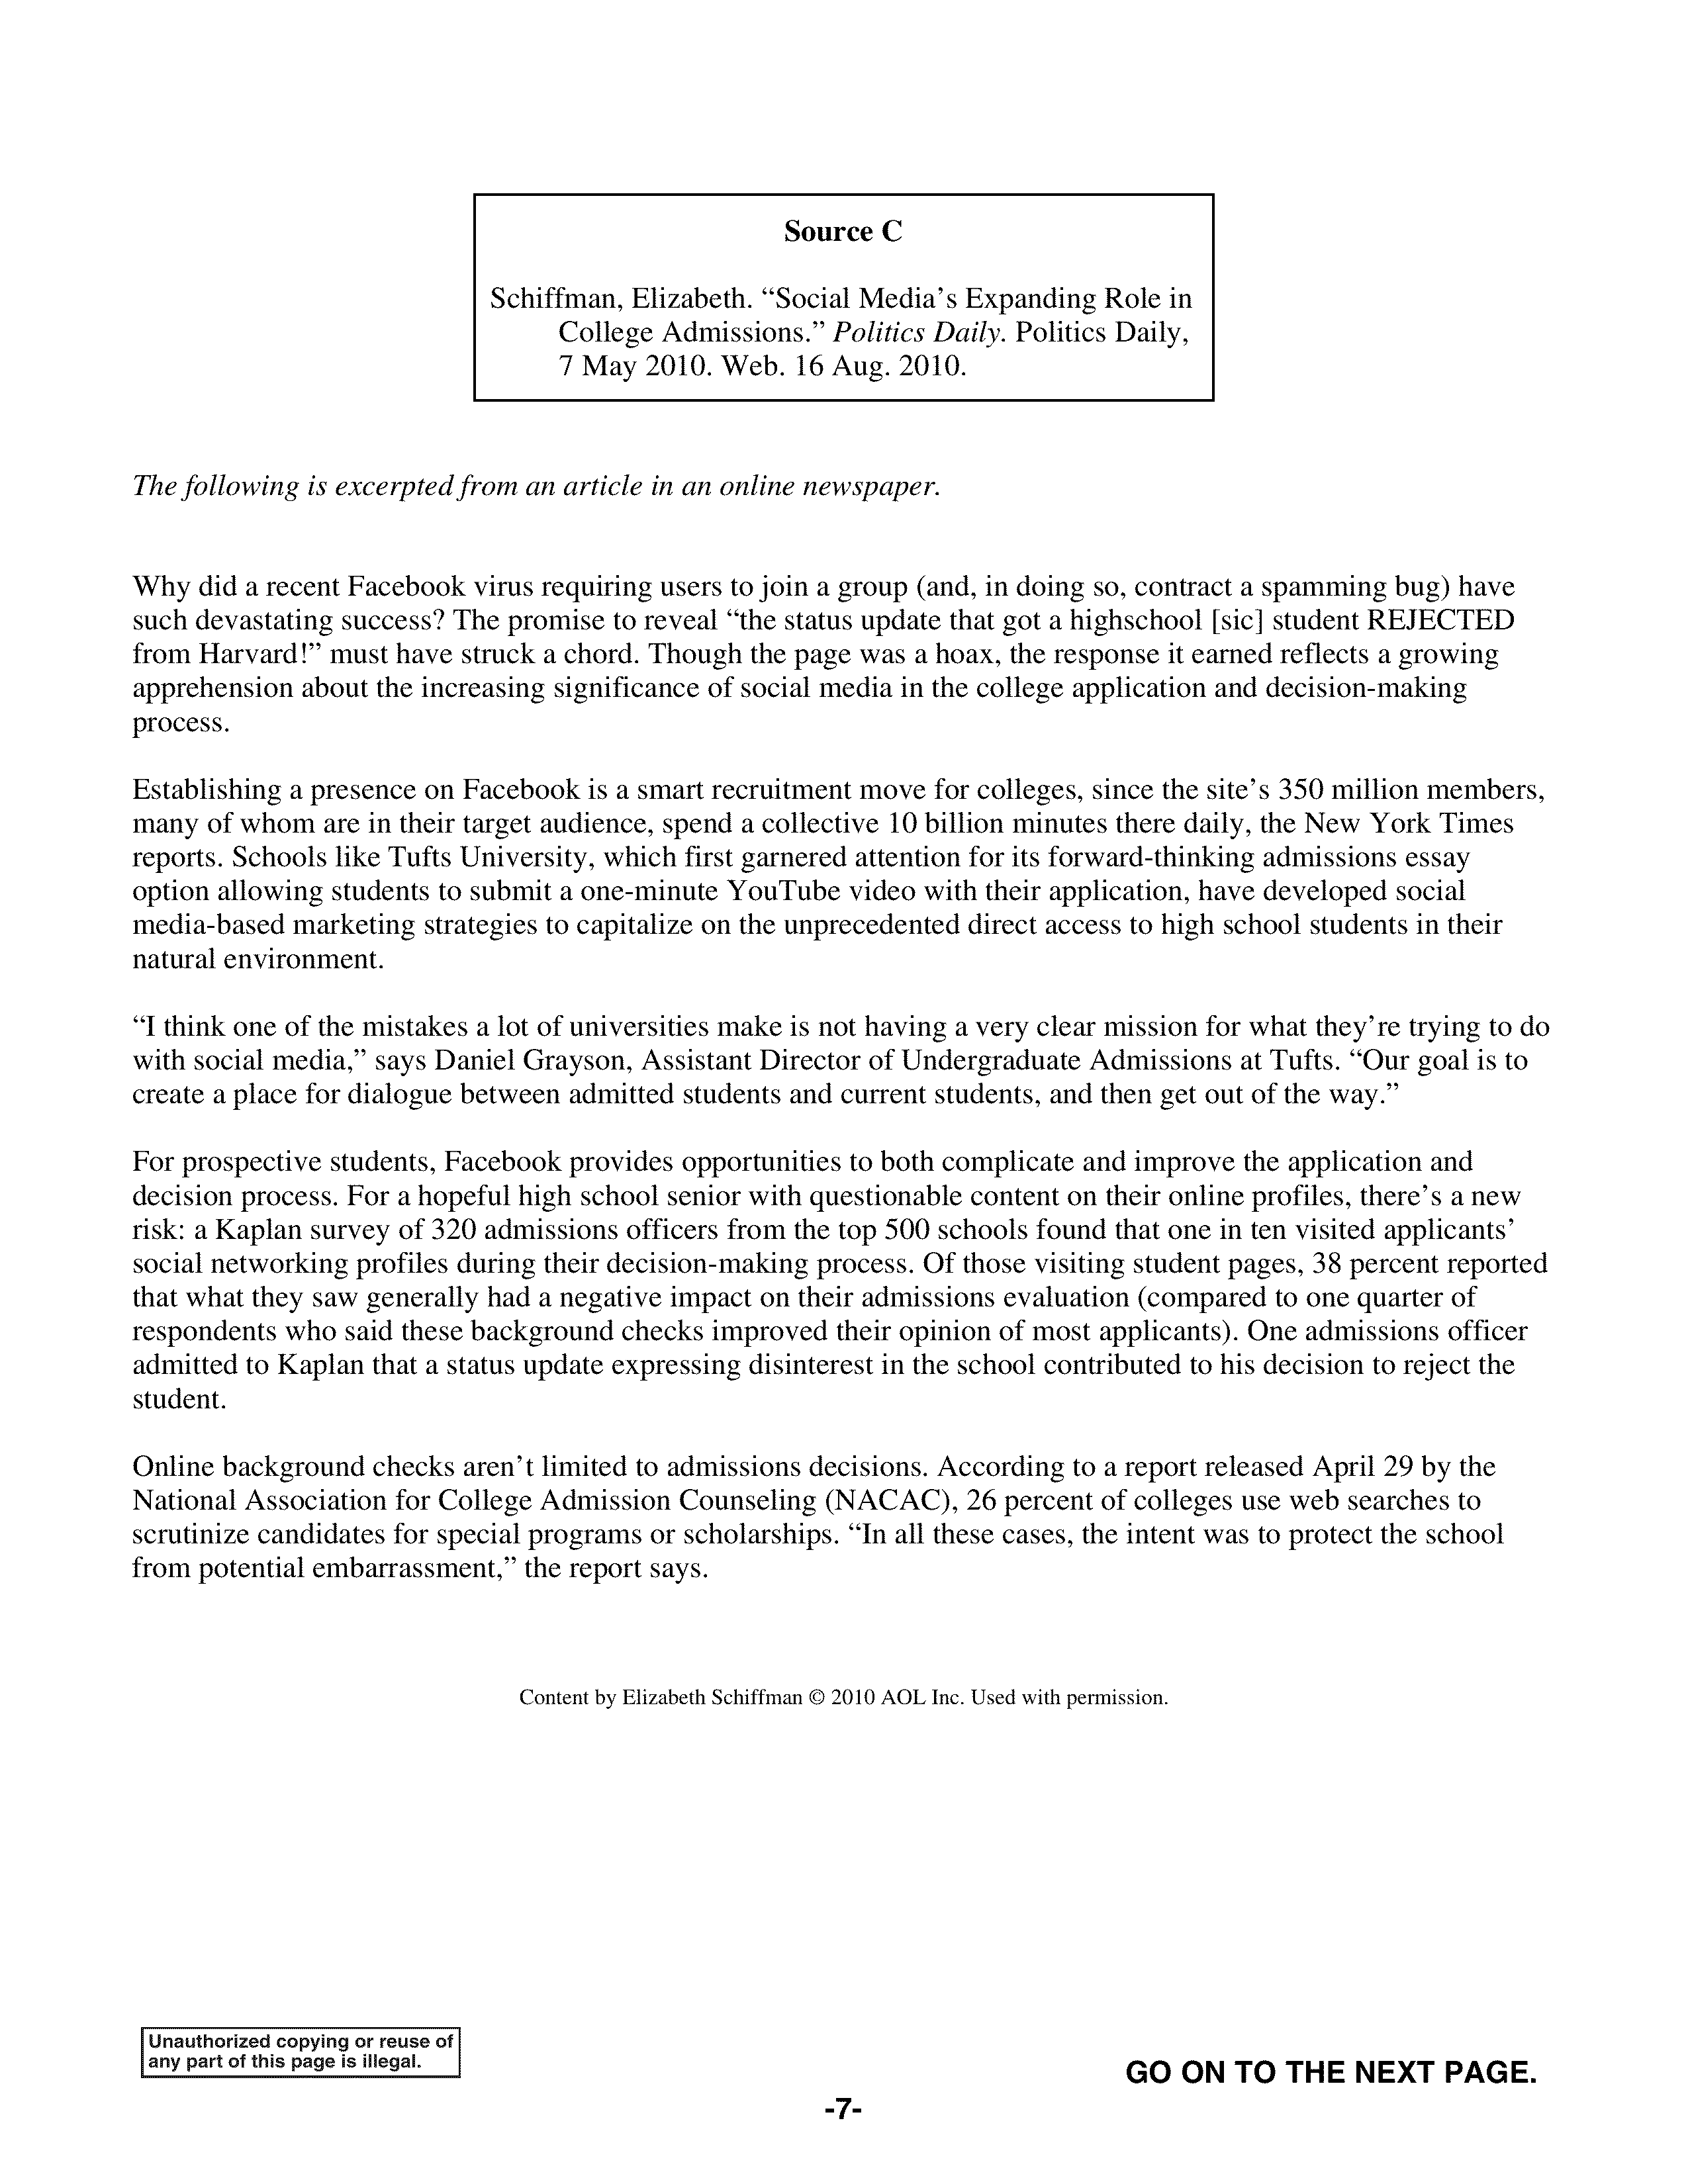 Source C
Schiffman, Elizabeth. “Social Media’s Expanding Role in
College Admissions.” Politics Daily. Politics Daily,
7 May 2010. Web. 16 Aug. 2010.
The following is excerpted from an article in an online newspaper.
Why did a recent Facebook virus requiring users to join a group (and, in doing so, contract a spamming bug) have
such devastating success? The promise to reveal “the status update that got a highschool [sic] student REJECTED
from Harvard!” must have struck a chord. Though the page was a hoax, the response it earned reflects a growing
apprehension about the increasing significance of social media in the college application and decision-making
process.
Establishing a presence on Facebook is a smart recruitment move for colleges, since the site’s 350 million members,
many of whom are in their target audience, spend a collective 10 billion minutes there daily, the New York Times
reports. Schools like Tufts University, which first garnered attention for its forward-thinking admissions essay
option allowing students to submit a one-minute YouTube video with their application, have developed social
media-based marketing strategies to capitalize on the unprecedented direct access to high school students in their
natural environment.
“I think one of the mistakes a lot of universities make is not having a very clear mission for what they’re trying to do
with social media,” says Daniel Grayson, Assistant Director of Undergraduate Admissions at Tufts. “Our goal is to
create a place for dialogue between admitted students and current students, and then get out of the way.”
For prospective students, Facebook provides opportunities to both complicate and improve the application and
decision process. For a hopeful high school senior with questionable content on their online profiles, there’s a new
risk: a Kaplan survey of 320 admissions officers from the top 500 schools found that one in ten visited applicants’
social networking profiles during their decision-making process. Of those visiting student pages, 38 percent reported
that what they saw generally had a negative impact on their admissions evaluation (compared to one quarter of
respondents who said these background checks improved their opinion of most applicants). One admissions officer
admitted to Kaplan that a status update expressing disinterest in the school contributed to his decision to reject the
student.
Online background checks aren’t limited to admissions decisions. According to a report released April 29 by the
National Association for College Admission Counseling (NACAC), 26 percent of colleges use web searches to
scrutinize candidates for special programs or scholarships. “In all these cases, the intent was to protect the school
from potential embarrassment,” the report says.
Content by Elizabeth Schiffman © 2010 AOL Inc. Used with permission.
Unauthorized copying or reuse of
any part of this page is illegal.
GO ON TO THE NEXT PAGE.
-7-